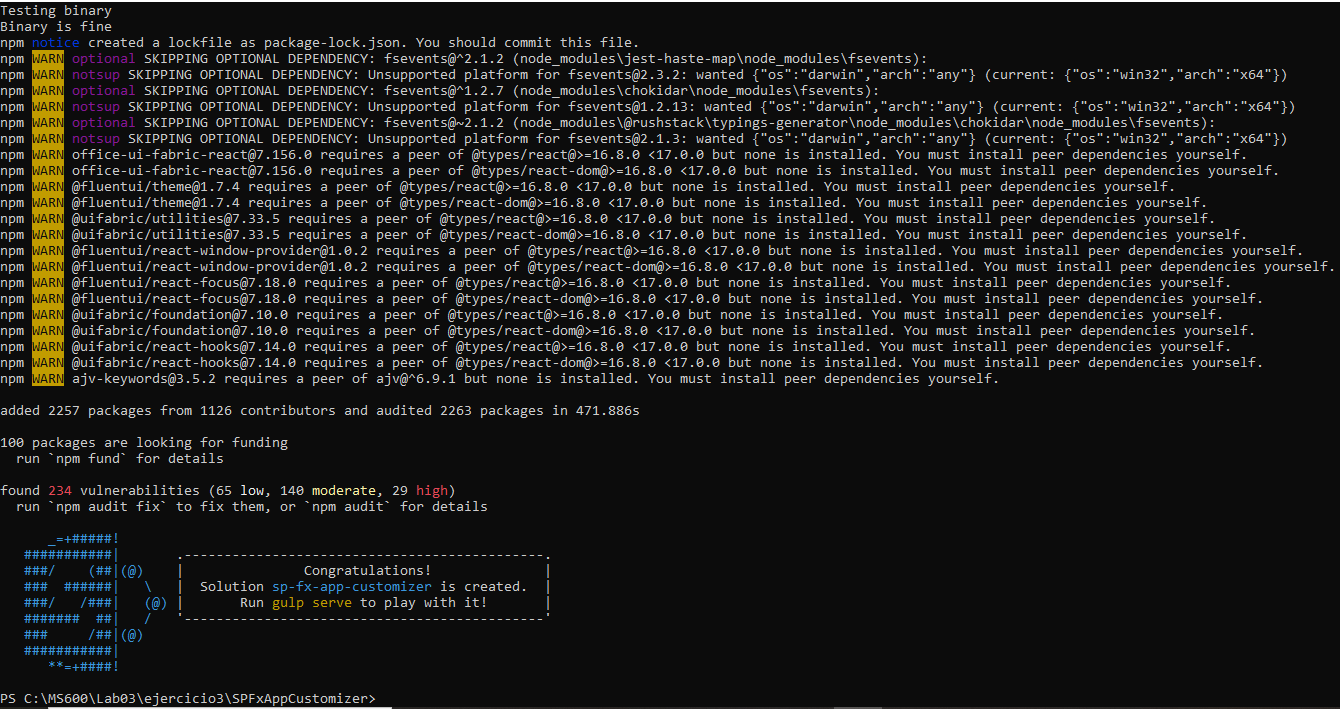 Testing binary
Binary is fine
npm notice created a lockfile as package-lock.json. You should commit this file.
npm WARN optional SKIPPING OPTIONAL DEPENDENCY: fsevents@^2.1.2 (node_modules\jest-haste-map\node_modules\fsevents):
npm WARN notsup SKIPPING OPTIONAL DEPENDENCY: Unsupported platform for fsevents@2.3.2: wanted {"os":"darwin","arch":"any"} (current: {"os":"win32","arch":"x64"})
npm WARN optional SKIPPING OPTIONAL DEPENDENCY: fsevents@^1.2.7 (node_modules\chokidar\node_modules\fsevents):
npm WARN notsup SKIPPING OPTIONAL DEPENDENCY: Unsupported platform for fsevents@1.2.13: wanted {"os":"darwin","arch":"any"} (current: {"os":"win32","arch":"x64"})
npm WARN optional SKIPPING OPTIONAL DEPENDENCY: fsevents@~2.1.2 (node_modules\@rushstack\typings-generator\node_modules\chokidar\node_modules\fsevents):
npm WARN notsup SKIPPING OPTIONAL DEPENDENCY: Unsupported platform for fsevents@2.1.3: wanted {"os":"darwin","arch":"any"} (current: {"os":"win32","arch":"x64"})
npm WARN office-ui-fabric-react@7.156.0 requires a peer of @types/react@>=16.8.0 <17.0.0 but none is installed. You must install peer dependencies yourself.
npm WARN office-ui-fabric-react@7.156.0 requires a peer of @types/react-dom@>=16.8.0 <17.0.0 but none is installed. You must install peer dependencies yourself.
npm WARN @fluentui/theme@1.7.4 requires a peer of @types/react@>=16.8.0 <17.0.0 but none is installed. You must install peer dependencies yourself.
npm WARN @fluentui/theme@1.7.4 requires a peer of @types/react-dom@>=16.8.0 <17.0.0 but none is installed. You must install peer dependencies yourself.
npm WARN @uifabric/utilities@7.33.5 requires a peer of @types/react@>=16.8.0 <17.0.0 but none is installed. You must install peer dependencies yourself.
npm WARN @uifabric/utilities@7.33.5 requires a peer of @types/react-dom@>=16.8.0 <17.0.0 but none is installed. You must install peer dependencies yourself.
npm WARN @fluentui/react-window-provider@1.0.2 requires a peer of @types/react@>=16.8.0 <17.0.0 but none is installed. You must install peer dependencies yourself.
npm WARN @fluentui/react-window-provider@1.0.2 requires a peer of @types/react-dom@>=16.8.0 <17.0.0 but none is installed. You must install peer dependencies yourself.
npm WARN @fluentui/react-focus@7.18.0 requires a peer of @types/react@>=16.8.0 <17.0.0 but none is installed. You must install peer dependencies yourself.
npm WARN @fluentui/react-focus@7.18.0 requires a peer of @types/react-dom@>=16.8.0 <17.0.0 but none is installed. You must install peer dependencies yourself.
npm WARN @uifabric/foundation@7.10.0 requires a peer of @types/react@>=16.8.0 <17.0.0 but none is installed. You must install peer dependencies yourself.
npm WARN @uifabric/foundation@7.10.0 requires a peer of @types/react-dom@>=16.8.0 <17.0.0 but none is installed. You must install peer dependencies yourself.
npm WARN @uifabric/react-hooks@7.14.0 requires a peer of @types/react@>=16.8.0 <17.0.0 but none is installed. You must install peer dependencies yourself.
npm WARN @uifabric/react-hooks@7.14.0 requires a peer of @types/react-dom@>=16.8.0 <17.0.0 but none is installed. You must install peer dependencies yourself.
npm WARN ajv-keywords@3.5.2 requires a peer of ajv@^6.9.1 but none is installed. You must install peer dependencies yourself.
added 2257 packages from 1126 contributors and audited 2263 packages in 471.886s
100 packages are looking for funding
  run `npm fund` for details
found 234 vulnerabilities (65 low, 140 moderate, 29 high)
  run `npm audit fix` to fix them, or `npm audit` for details
      _=+#####!
   ###########|      .---------------------------------------------.
   ###/    (##|(@)    |               Congratulations!              |
   ###  ######|   \   |  Solution sp-fx-app-customizer is created.  |
   ###/   /###|   (@) |       Run gulp serve to play with it!       |
   #######  ##|   /   '---------------------------------------------'
   ###     /##|(@)
   ###########|
      **=+####!
PS C:\MS600\Lab03\ejercicio3\SPFxAppCustomizer>